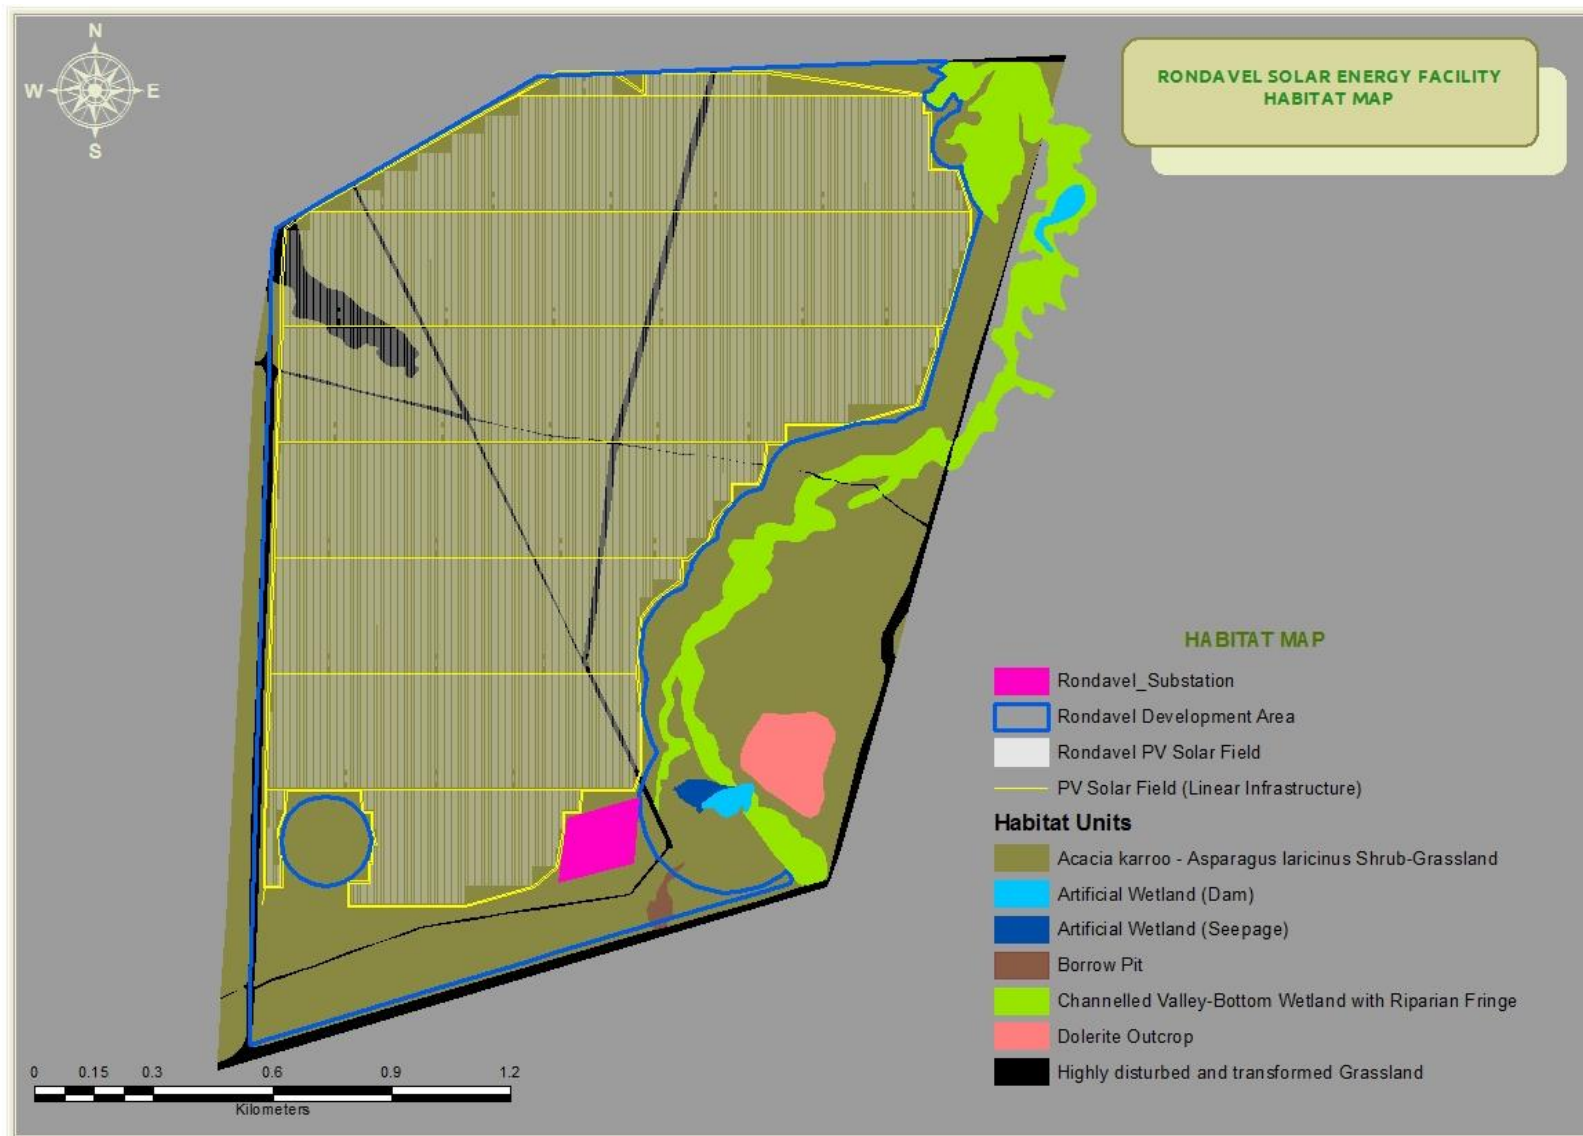 N
W E
S
RONDAVEL SOLAR ENERGY FACILITY
HABITAT MAP
HABITAT MAP
Rondavel_Substation
Rondavel Development Area
Rondavel PV Solar Field
PV Solar Field (Linear Infrastructure)
Habitat Units
Acacia karroo - Asparagus laricinus Shrub-Grassland
Artificial Wetland (Dam)
Artificial Wetland (Seepage)
Borrow Pit
Channelled Valley-Bottom Wetland with Riparian Fringe
Dolerite Outcrop
Highly disturbed and transformed Grassland
0 0.15 0.3 0.6 0.9 1.2
Kilometers